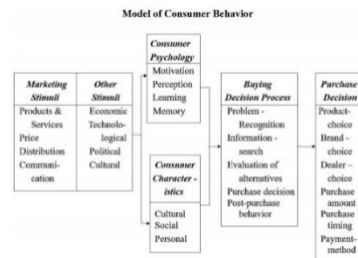 Model of Consumer Behavior
Marketing
Stimuli
Products &
Services
Price
Distribution
Communi-
cation
Other
Stimuli
Economic
Technolo-
logical
Political
Cultural
Consumer
Psychology
Motivation
Perception
Learning
Memory
Consumer
Character -
istics
Cultural
Social
Personal
Buying
Decision Process
Problem -
Recognition
Information -
search
Evaluation of
alternatives
Purchase decision
Post-purchase
behavior
Purchase
Decision
Product-
choice
Brand -
choice
Dealer –
choice
Purchase
amount
Purchase
timing
Payment-
method